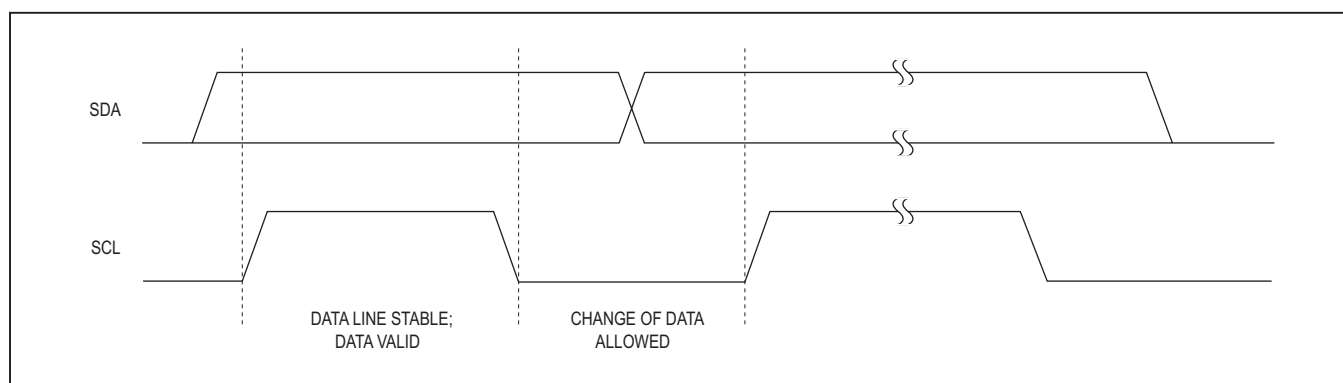 SDA
SCL
DATA LINE STABLE;
DATA VALID
CHANGE OF DATA
ALLOWED